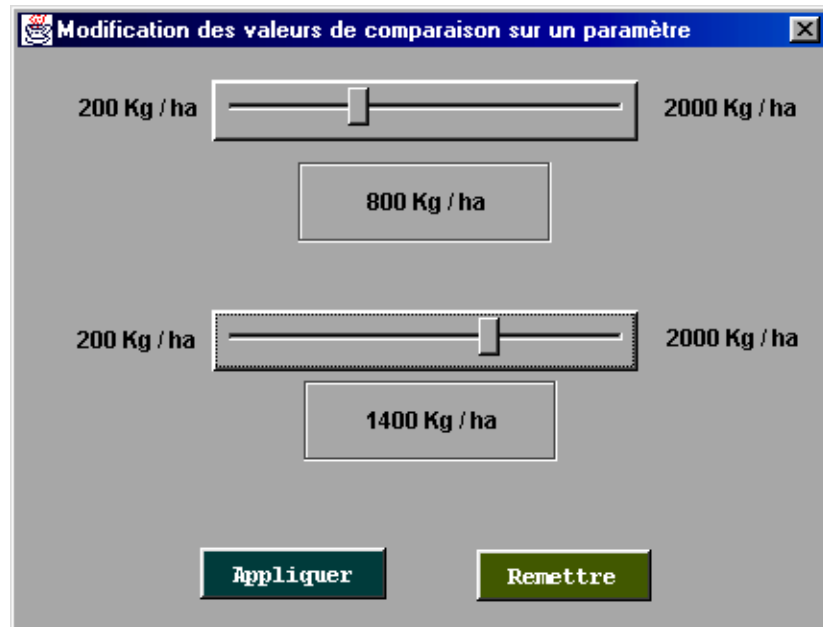 Modification des valeurs de comparaison sur un paramètre
200 Kg / ha
2000 Kg / ha
800 Kg / ha
200 Kg / ha
2000 Kg / ha
1400 Kg / ha
Appliquer
Remettre